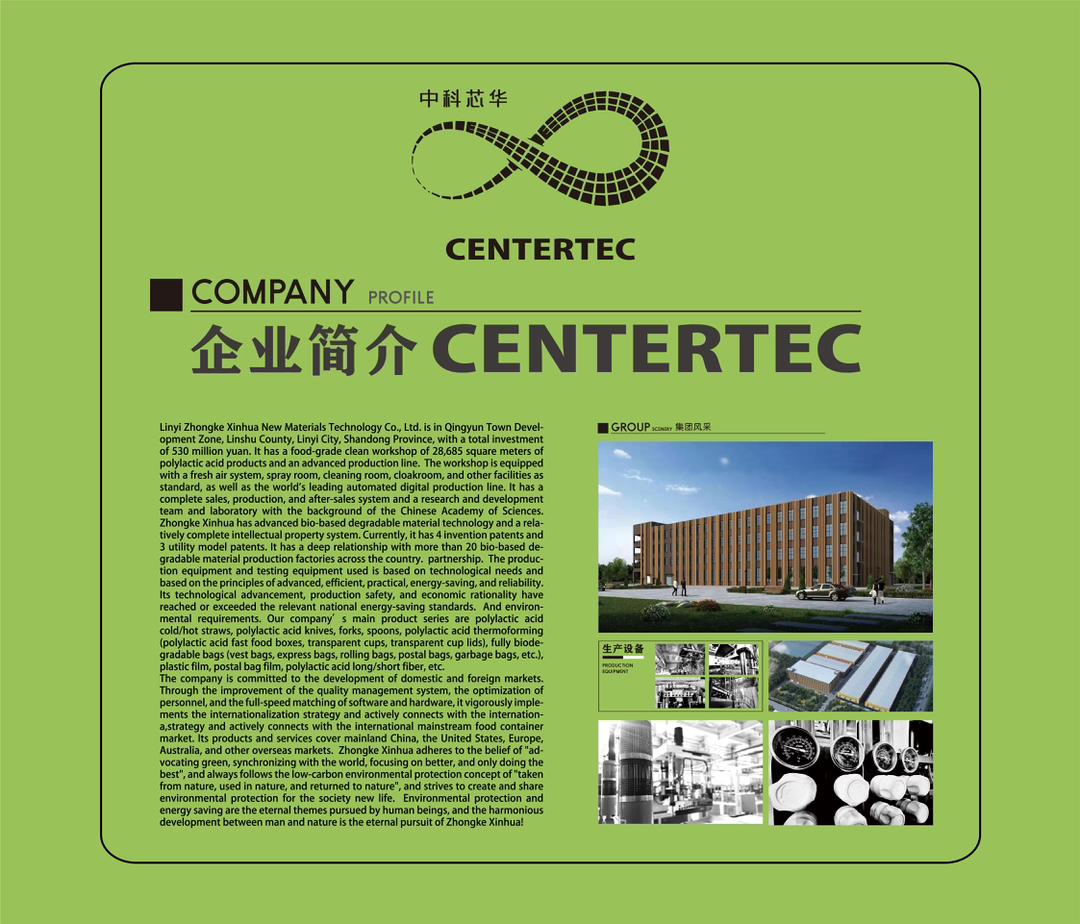 中科芯华
CENTERTEC
COMPANY PROFILE
企业简介 CENTERTEC
Linyi Zhongke Xinhua New Materials Technology Co., Ltd. is in Qingyun Town Devel-
opment Zone, Linshu County, Linyi City, Shandong Province, with a total investment
of 530 million yuan. It has a food-grade clean workshop of 28,685 square meters of
polylactic acid products and an advanced production line.  The workshop is equipped
with a fresh air system, spray room, cleaning room, cloakroom, and other facilities as
standard, as well as the world's leading automated digital production line. It has a
complete sales, production, and after-sales system and a research and development
team and laboratory with the background of the Chinese Academy of Sciences.
Zhongke Xinhua has advanced bio-based degradable material technology and a rela-
tively complete intellectual property system. Currently, it has 4 invention patents and
3 utility model patents. It has a deep relationship with more than 20 bio-based de-
gradable material production factories across the country.  partnership.  The produc-
tion equipment and testing equipment used is based on technological needs and
based on the principles of advanced, efficient, practical, energy-saving, and reliability.
Its technological advancement, production safety, and economic rationality have
reached or exceeded the relevant national energy-saving standards.  And environ-
mental requirements. Our company's main product series are polylactic acid
cold/hot straws, polylactic acid knives, forks, spoons, polylactic acid thermoforming
(polylactic acid fast food boxes, transparent cups, transparent cup lids), fully biode-
gradable bags (vest bags, express bags, rolling bags, postal bags, garbage bags, etc.),
plastic film, postal bag film, polylactic acid long/short fiber, etc.
The company is committed to the development of domestic and foreign markets.
Through the improvement of the quality management system, the optimization of
personnel, and the full-speed matching of software and hardware, it vigorously imple-
ments the internationalization strategy and actively connects with the internation-
a,strategy and actively connects with the international mainstream food container
market. Its products and services cover mainland China, the United States, Europe,
Australia, and other overseas markets.  Zhongke Xinhua adheres to the belief of "ad-
vocating green, synchronizing with the world, focusing on better, and only doing the
best", and always follows the low-carbon environmental protection concept of "taken
from nature, used in nature, and returned to nature", and strives to create and share
environmental protection for the society new life.  Environmental protection and
energy saving are the eternal themes pursued by human beings, and the harmonious
development between man and nature is the eternal pursuit of Zhongke Xinhua!
GROUP SCENERY 集团风采
生产设备
PRODUCTION
EQUIPMENT